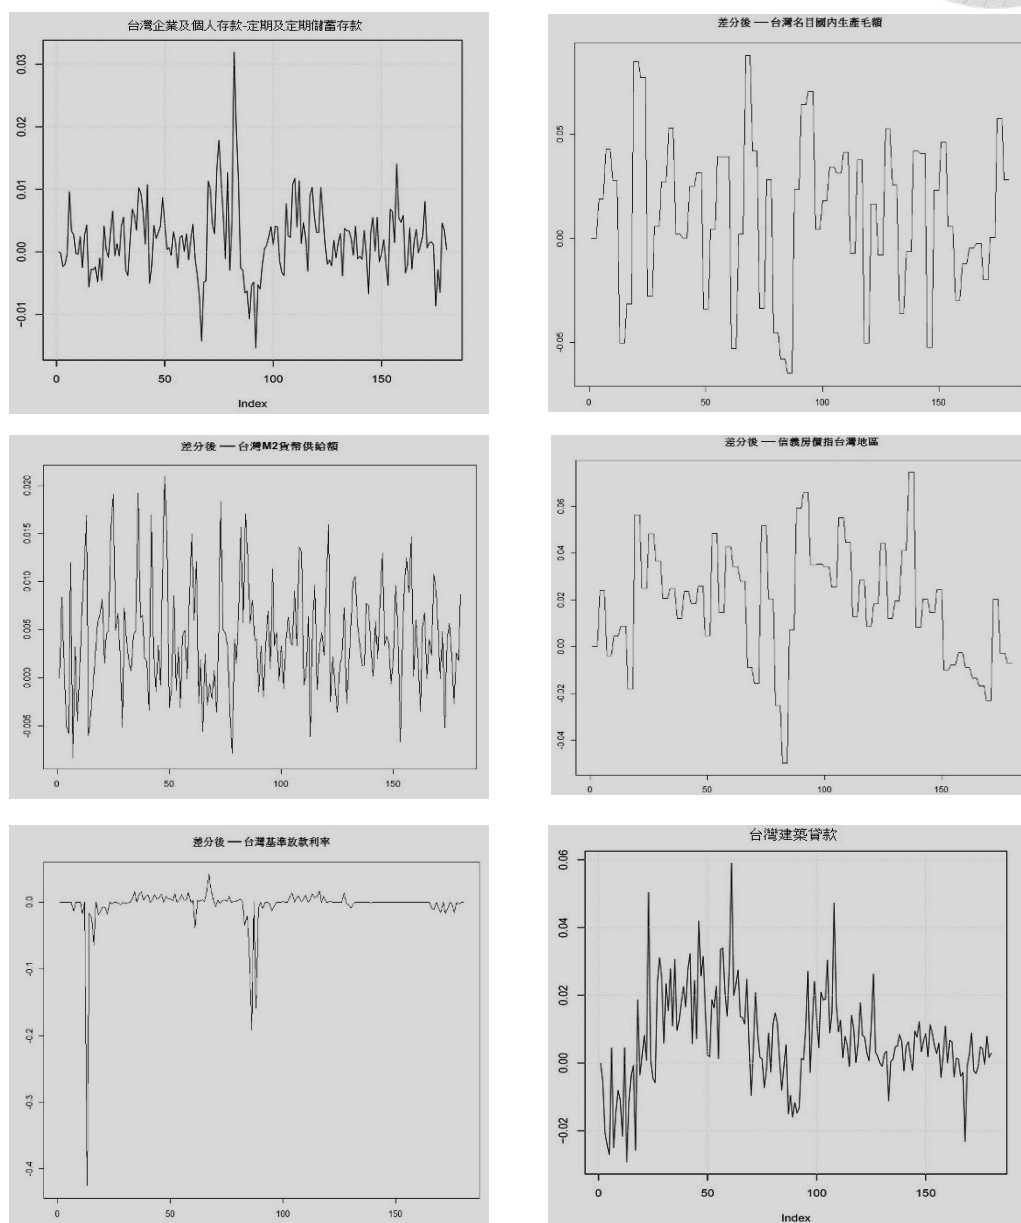 台灣企業及個人存款-定期及定期儲蓄存款
0.03
0.02
0.01
0.00
-0.01
0 50 100 150
Index
差分後 — 台灣名目國內生產毛額
0.05
0.00
-0.05
0 50 100 150
差分後 — 台灣M2貨幣供給額
0.020
0.015
0.010
0.005
0.000
-0.005
0 50 100 150
差分後 — 信義房價指台灣地區
0.06
0.04
0.02
0.00
-0.02
-0.04
0 50 100 150
差分後 — 台灣基準放款利率
0.0
-0.1
-0.2
-0.3
-0.4
0 50 100 150
台灣建築貸款
0.06
0.04
0.02
0.00
-0.02
0 50 100 150
Index